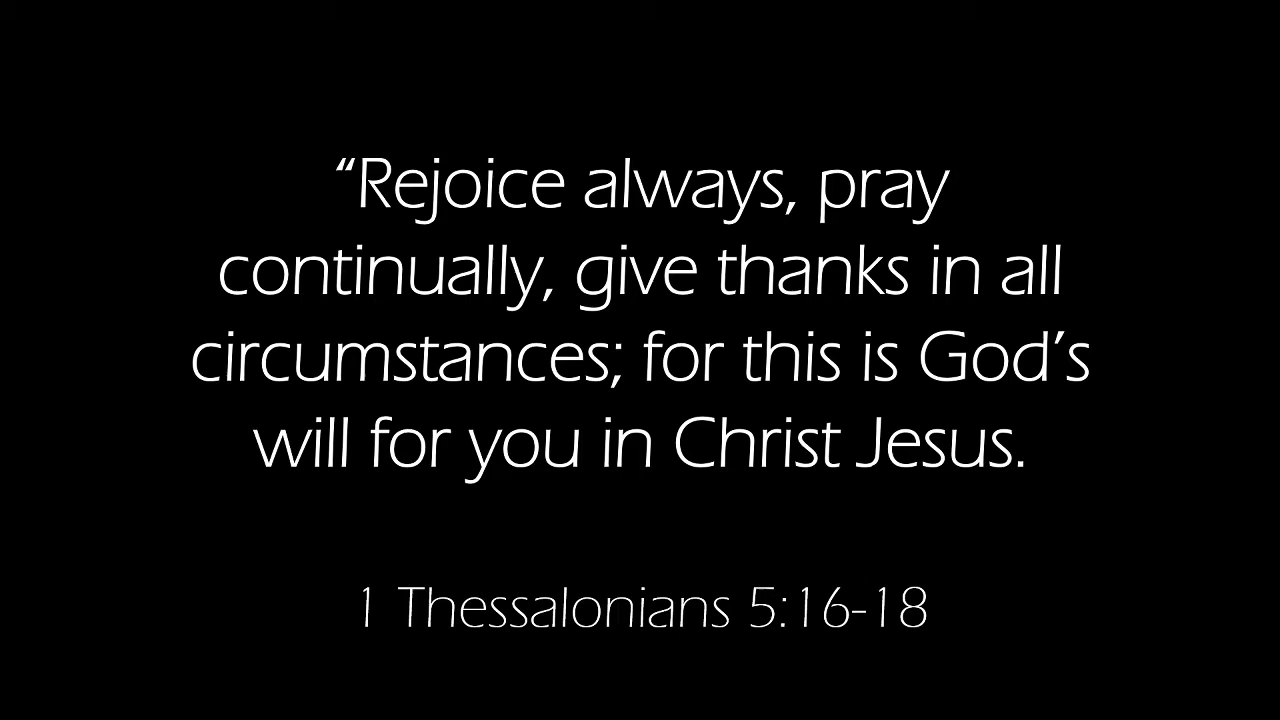 “Rejoice always, pray
continually, give thanks in all
circumstances; for this is God’s
will for you in Christ Jesus.
1 Thessalonians 5:16-18